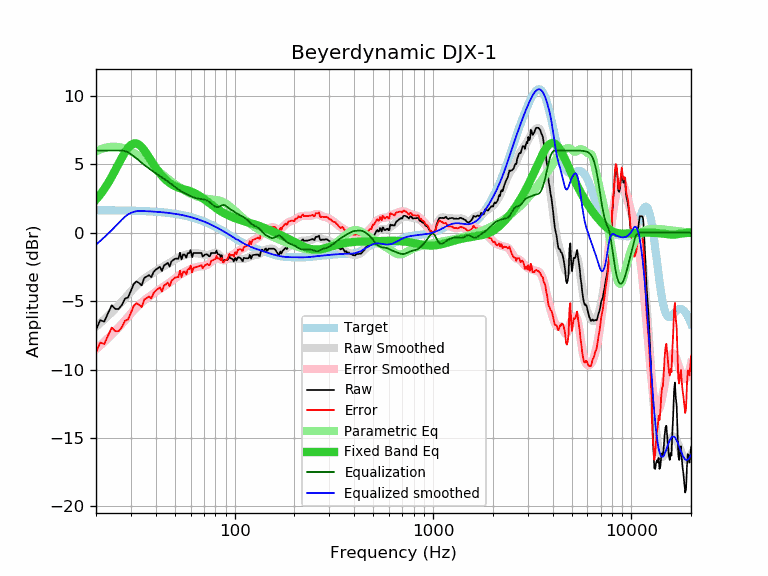 Beyerdynamic DJX-1
10
5
0
−5
−10
−15
−20
Amplitude (dBr)
Target
Raw Smoothed
Error Smoothed
Raw
Error
Parametric Eq
Fixed Band Eq
Equalization
Equalized smoothed
100
1000
10000
Frequency (Hz)